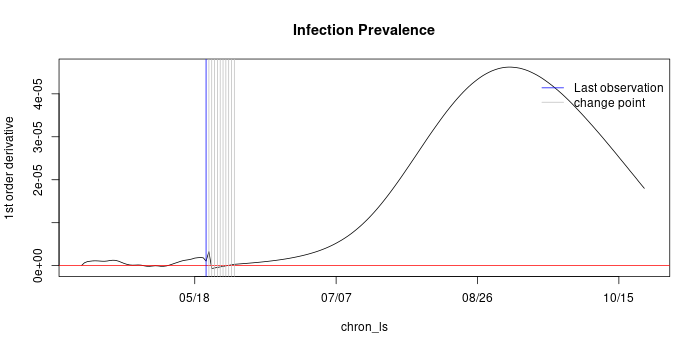 Infection Prevalence
1st order derivative
4e-05
3e-05
2e-05
0e+00
Last observation
change point
05/18
07/07
08/26
10/15
chron_ls